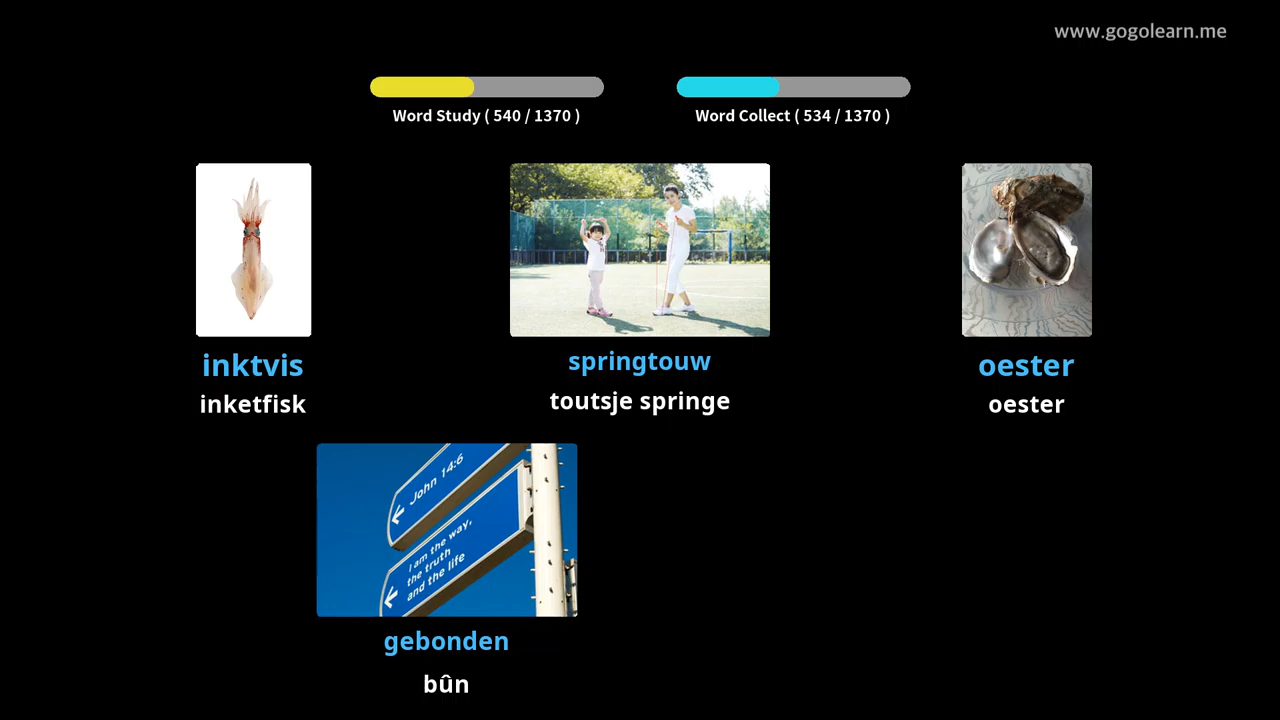 www.gogolearn.me
Word Study ( 540 / 1370 )
Word Collect ( 534 / 1370 )
inktvis
inketfisk
springtouw
toutsje springe
oester
oester
John 14:6
I am the way,
the truth
and the life
gebonden
bûn